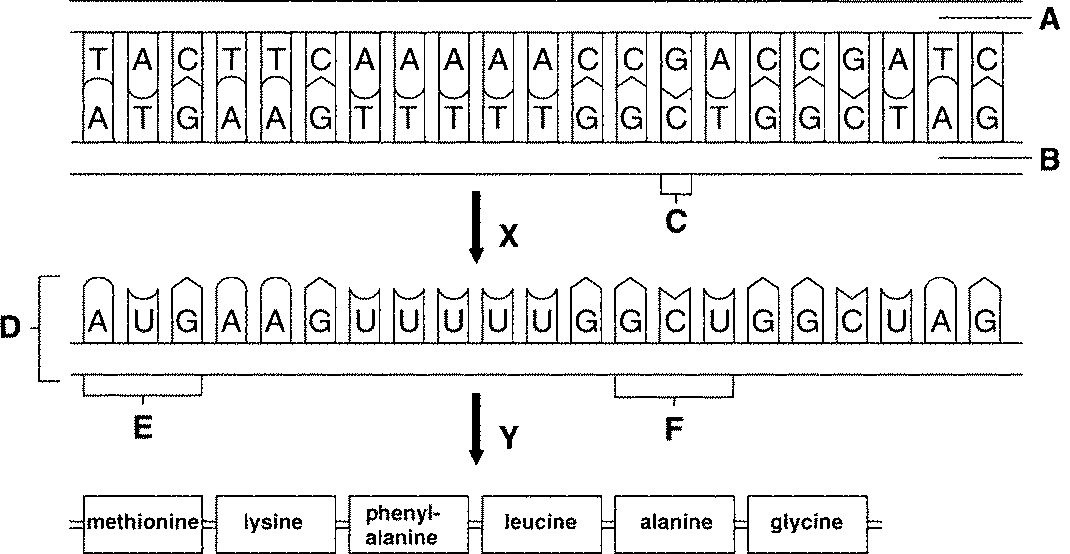 A
T A C T T C A A A A A C C G A C C G A T C
A T G A A G T T T T T G G C T G G C T A G
B
C
X
D
A U G A A G U U U U U G G C U G G C U A G
E F
Y
methionine lysine phenyl- leucine alanine glycine
alanine